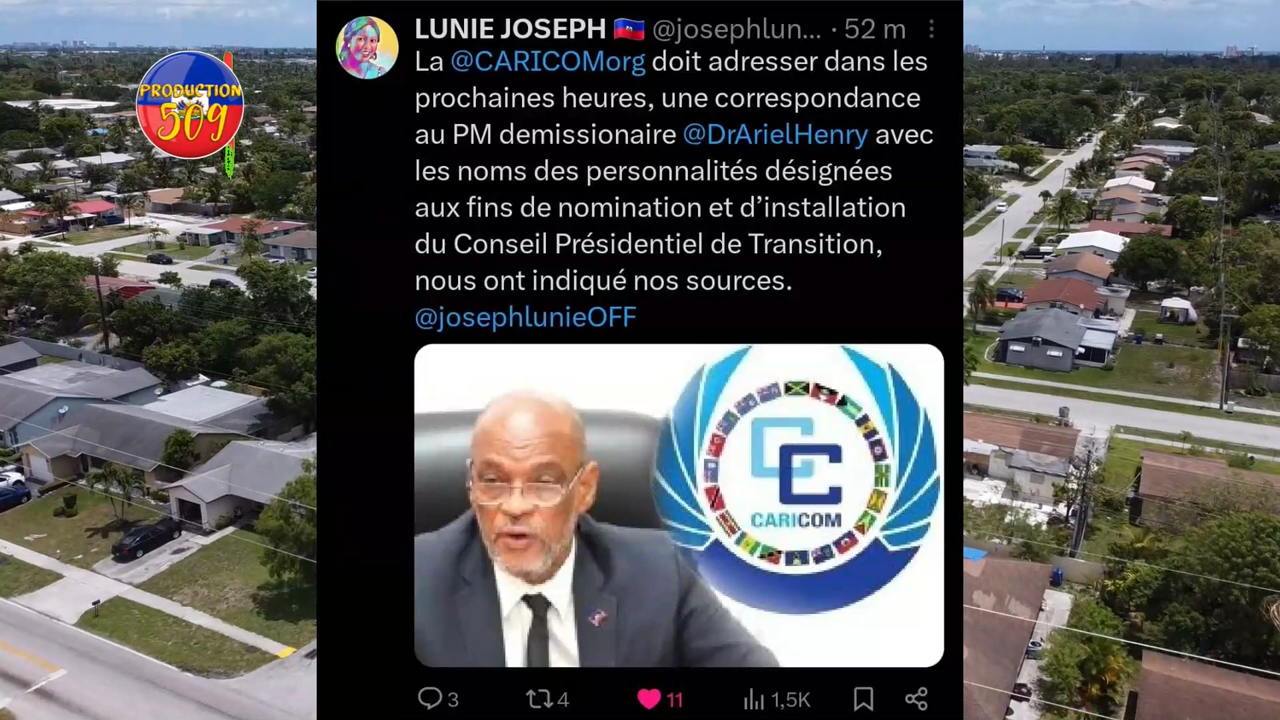 PRODUCTION
509
LUNIE JOSEPH 🇭🇹 @josephlun... · 52 m
La @CARICOMorg doit adresser dans les
prochaines heures, une correspondance
au PM demissionaire @DrArielHenry avec
les noms des personnalités désignées
aux fins de nomination et d’installation
du Conseil Présidentiel de Transition,
nous ont indiqué nos sources.
@josephlunieOFF
CC
CARICOM
3 4 11 1,5K